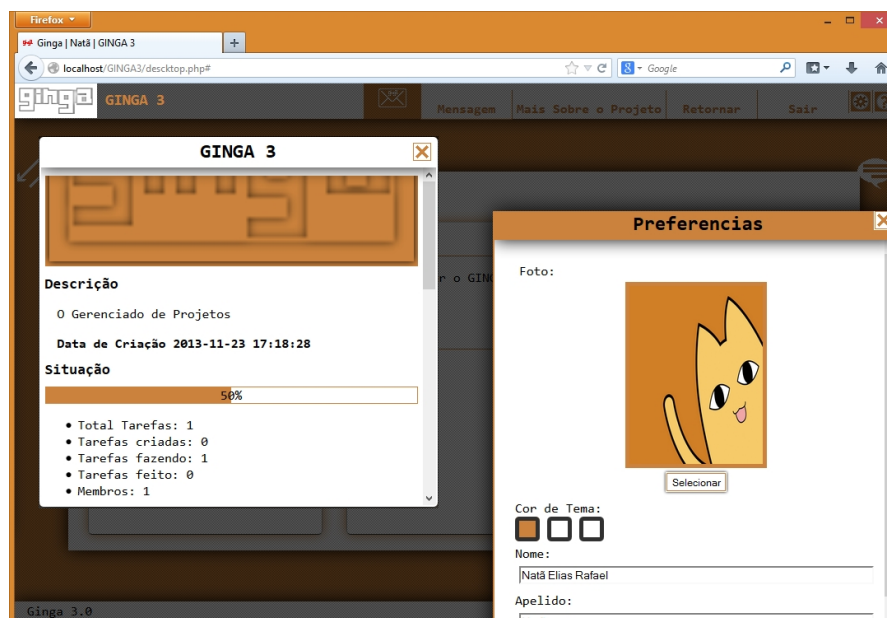 Firefox
Ginga | Natã | GINGA 3
localhost/GINGA3/descktop.php#
Google
ginga
GINGA 3
Mensagem
Mais Sobre o Projeto
Retornar
Sair
GINGA 3
Descrição
O Gerenciado de Projetos
Data de Criação 2013-11-23 17:18:28
Situação
50%
Total Tarefas: 1
Tarefas criadas: 0
Tarefas fazendo: 1
Tarefas feito: 0
Membros: 1
r o GING
Preferencias
Foto:
Selecionar
Cor de Tema:
Nome:
Natã Elias Rafael
Apelido:
Ginga 3.0